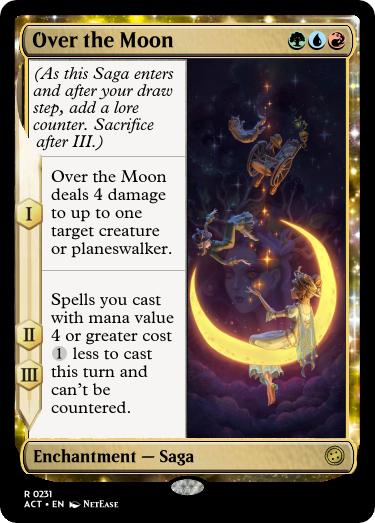 Over the Moon
(As this Saga enters
and after your draw
step, add a lore
counter. Sacrifice
after III.)
I
Over the Moon
deals 4 damage
to up to one
target creature
or planeswalker.
II
III
Spells you cast
with mana value
4 or greater cost
1 less to cast
this turn and
can't be
countered.
Enchantment — Saga
R 0231
ACT • EN NetEase